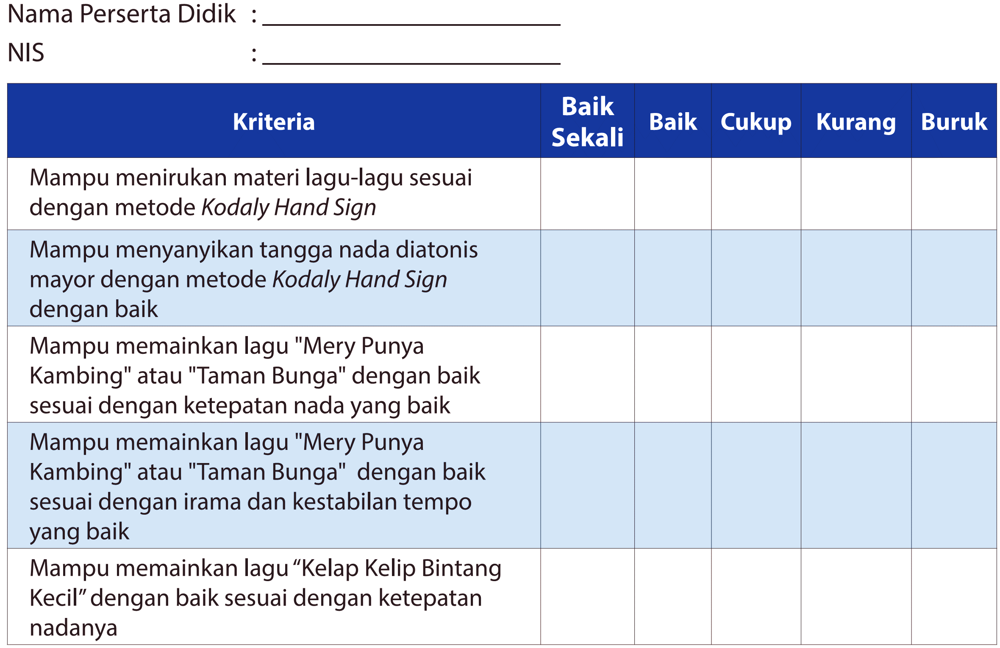 Nama Perserta Didik : 
NIS : 
Kriteria Baik Sekali Baik Cukup Kurang Buruk
Mampu menirukan materi lagu-lagu sesuai
dengan metode Kodaly Hand Sign
Mampu menyanyikan tangga nada diatonis
mayor dengan metode Kodaly Hand Sign
dengan baik
Mampu memainkan lagu "Mery Punya
Kambing" atau "Taman Bunga" dengan baik
sesuai dengan ketepatan nada yang baik
Mampu memainkan lagu "Mery Punya
Kambing" atau "Taman Bunga" dengan baik
sesuai dengan irama dan kestabilan tempo
yang baik
Mampu memainkan lagu “Kelap Kelip Bintang
Kecil” dengan baik sesuai dengan ketepatan
nadanya